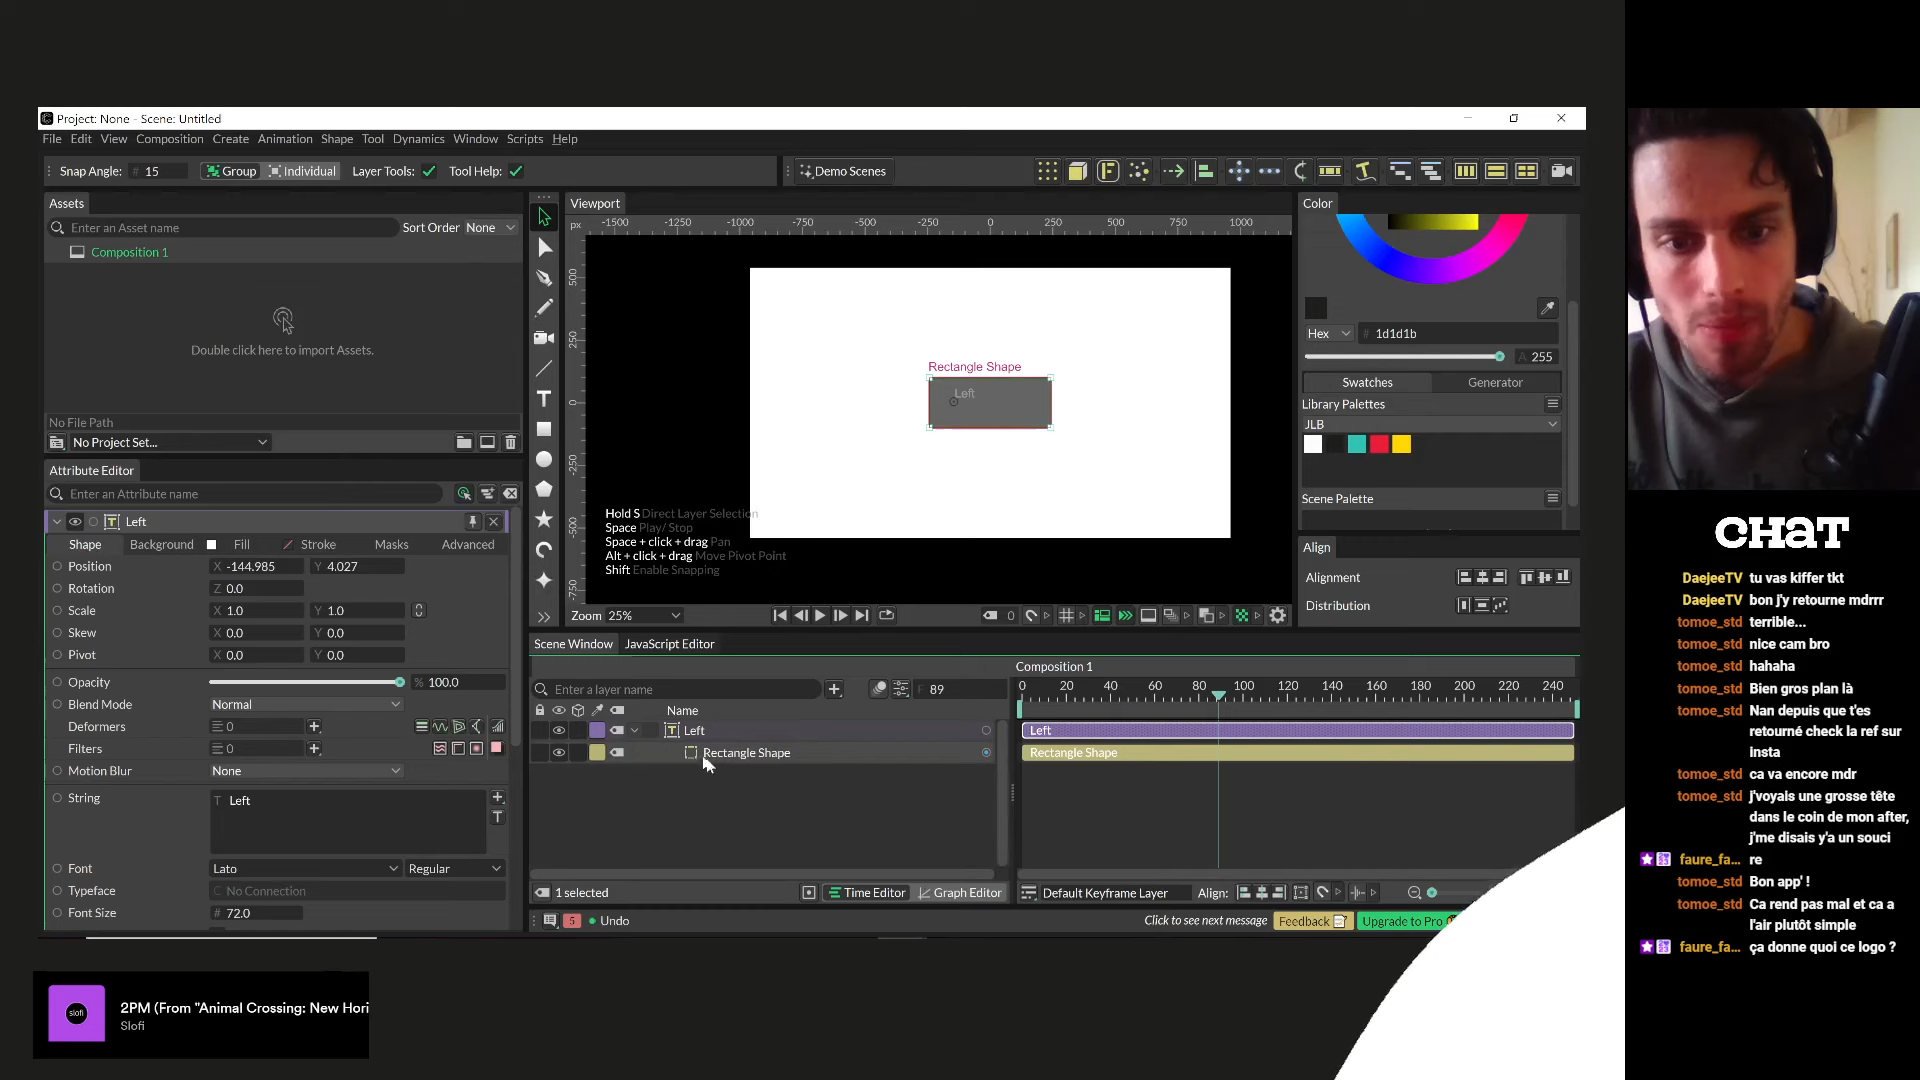 Project: None - Scene: Untitled
File Edit View Composition Create Animation Shape Tool Dynamics Window Scripts Help
Snap Angle: # 15 Group Individual Layer Tools: Tool Help: Demo Scenes
Assets
Enter an Asset name Sort Order None
Composition 1
Double click here to import Assets.
No File Path
No Project Set...
Attribute Editor
Enter an Attribute name
Left
Shape Background Fill Stroke Masks Advanced
Position X -144.985 Y 4.027
Rotation Z 0.0
Scale X 1.0 Y 1.0
Skew X 0.0 Y 0.0
Pivot X 0.0 Y 0.0
Opacity % 100.0
Blend Mode Normal
Deformers 0
Filters 0
Motion Blur None
String T Left
Font Lato Regular
Typeface No Connection
Font Size # 72.0
Viewport
px -1500 -1250 -1000 -750 -500 -250 0 250 500 750 1000
500
250
0
-250
-500
-750
Rectangle Shape
Left
Hold S Direct Layer Selection
Space Play/ Stop
Space + click + drag Pan
Alt + click + drag Move Pivot Point
Shift Enable Snapping
Zoom 25% 0
Color
Hex # 1d1d1b
A 255
Swatches Generator
Library Palettes
JLB
Scene Palette
Align
Alignment
Distribution
Scene Window JavaScript Editor
Composition 1
Enter a layer name F 89
0 20 40 60 80 100 120 140 160 180 200 220 240
Name
Left
Rectangle Shape
Left
Rectangle Shape
1 selected Time Editor Graph Editor Default Keyframe Layer Align:
5 Undo Click to see next message Feedback Upgrade to Pro
slofi
2PM (From "Animal Crossing: New Hori
Slofi
CHAT
DaejeeTV tu vas kiffer tkt
DaejeeTV bon j'y retourne mdrrr
tomoe_std terrible...
tomoe_std nice cam bro
tomoe_std hahaha
tomoe_std Bien gros plan là
tomoe_std Nan depuis que t'es
retourné check la ref sur
insta
tomoe_std ca va encore mdr
tomoe_std j'voyais une grosse tête
dans le coin de mon after,
j'me disais y'a un souci
faure_fa... re
tomoe_std Bon app' !
tomoe_std Ca rend pas mal et ca a
l'air plutôt simple
faure_fa... ça donne quoi ce logo ?